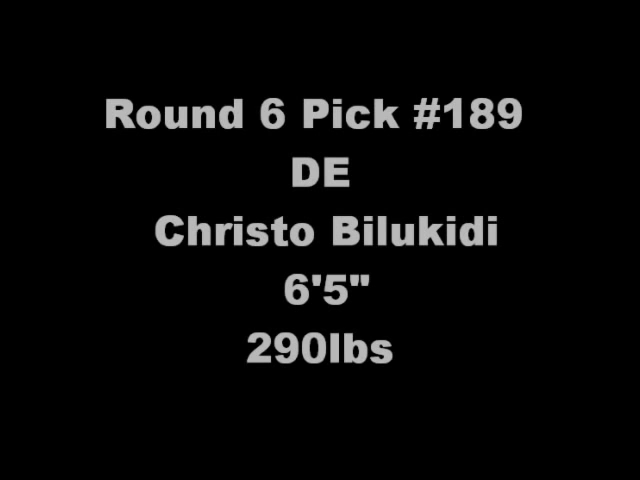 Round 6 Pick #189
DE
Christo Bilukidi
6'5"
290lbs